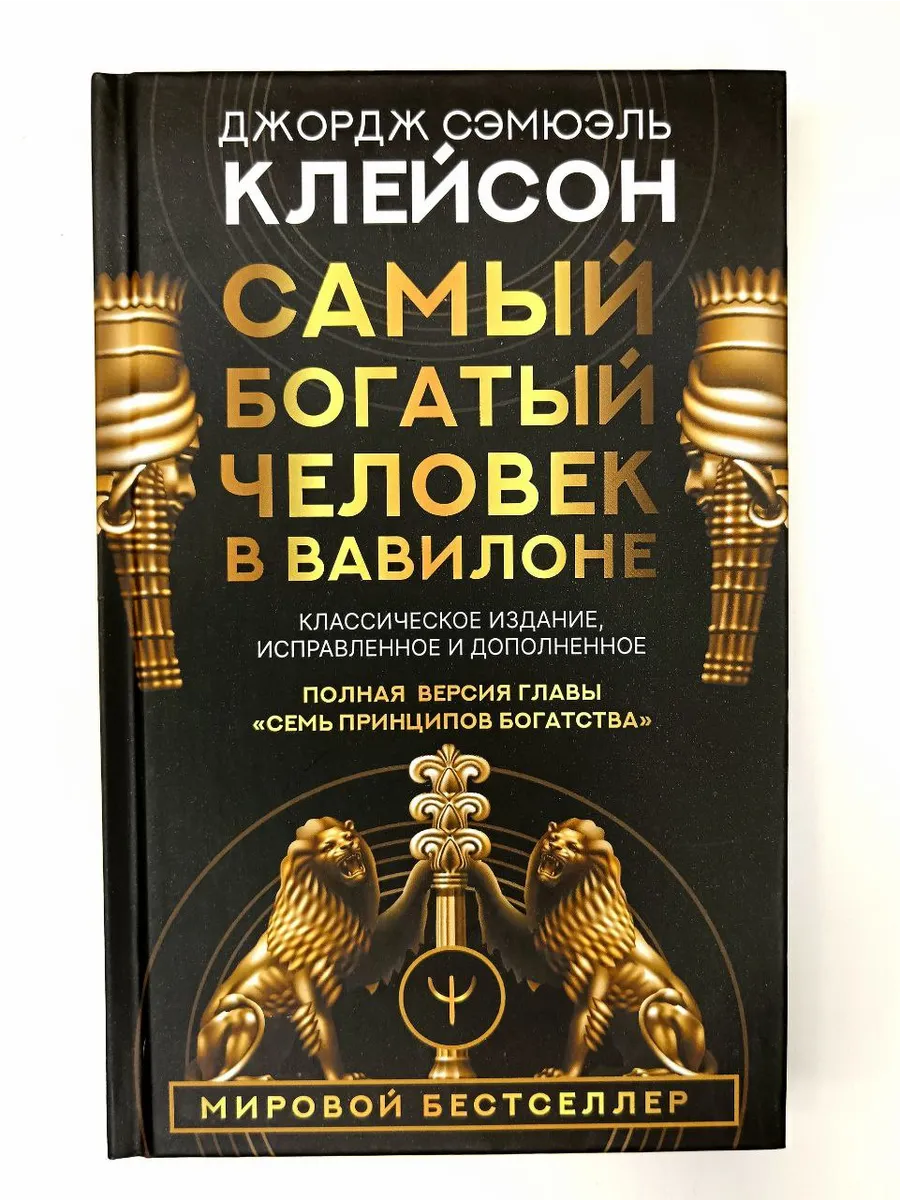 ДЖОРДЖ СЭМЮЭЛЬ
КЛЕЙСОН
САМЫЙ
БОГАТЫЙ
ЧЕЛОВЕК
В ВАВИЛОНЕ
КЛАССИЧЕСКОЕ ИЗДАНИЕ,
ИСПРАВЛЕННОЕ И ДОПОЛНЕННОЕ
ПОЛНАЯ ВЕРСИЯ ГЛАВЫ
«СЕМЬ ПРИНЦИПОВ БОГАТСТВА»
МИРОВОЙ БЕСТСЕЛЛЕР